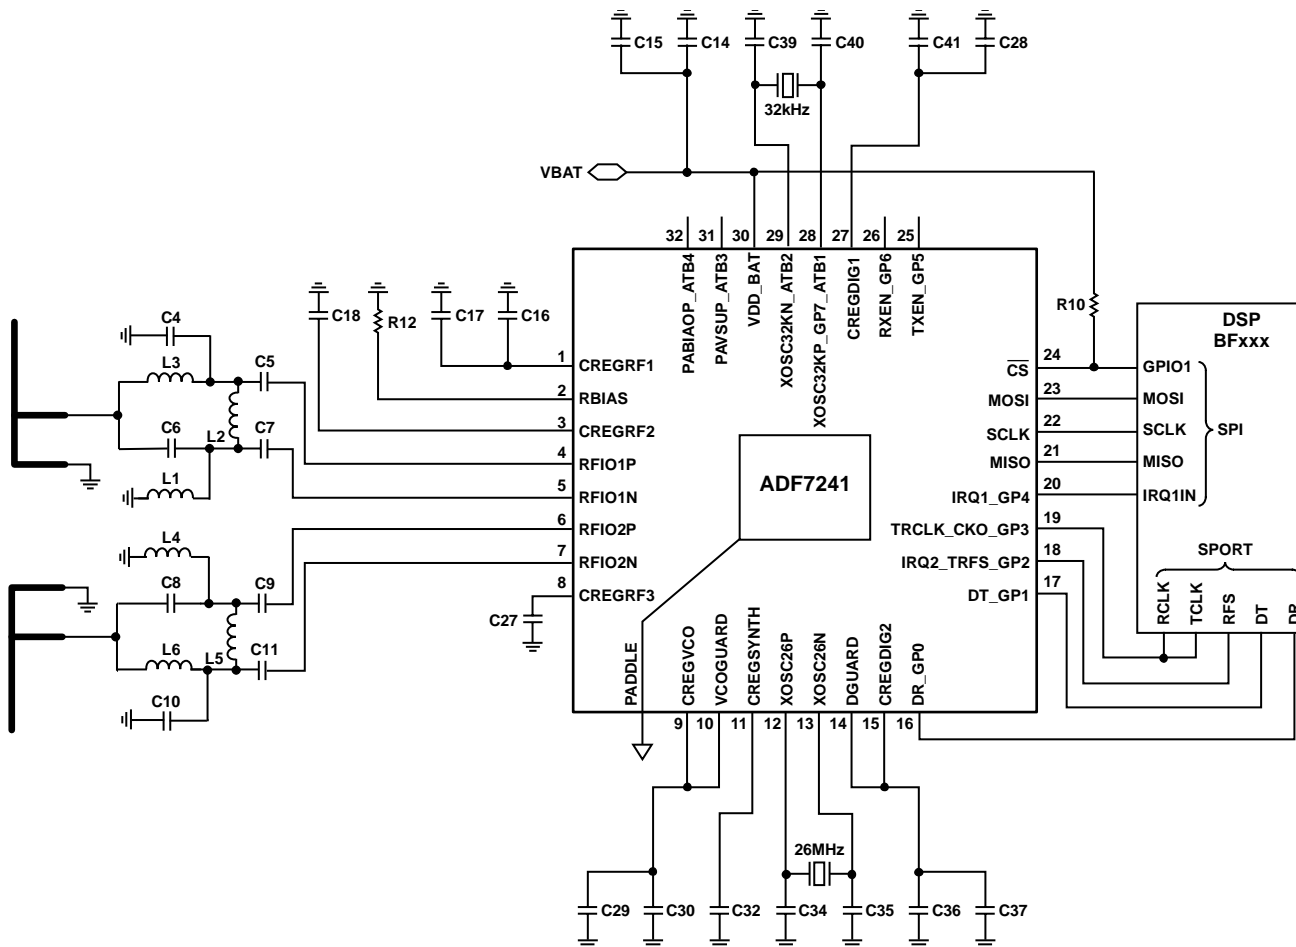 C15
C14
C39
C40
C41
C28
32kHz
VBAT
32
31
30
29
28
27
26
25
PABIAOP_ATB4
PAVSUP_ATB3
VDD_BAT
XOSC32KN_ATB2
XOSC32KP_GP7_ATB1
CREGDIG1
RXEN_GP6
TXEN_GP5
R10
C18
R12
C17
C16
C4
L3
C5
C6
L2
C7
L1
L4
C8
C9
L6
L5
C11
C10
1
CREGRF1
2
RBIAS
3
CREGRF2
4
RFIO1P
5
RFIO1N
6
RFIO2P
7
RFIO2N
8
CREGRF3
C27
ADF7241
24
CS
23
MOSI
22
SCLK
21
MISO
20
IRQ1_GP4
19
TRCLK_CKO_GP3
18
IRQ2_TRFS_GP2
17
DT_GP1
DSP
BFxxx
GPIO1
MOSI
SCLK
SPI
MISO
IRQ1IN
SPORT
RCLK
TCLK
RFS
DT
DR
PADDLE
CREGVCO
VCOGUARD
CREGSYNTH
XOSC26P
XOSC26N
DGUARD
CREGDIG2
DR_GP0
9
10
11
12
13
14
15
16
26MHz
C29
C30
C32
C34
C35
C36
C37